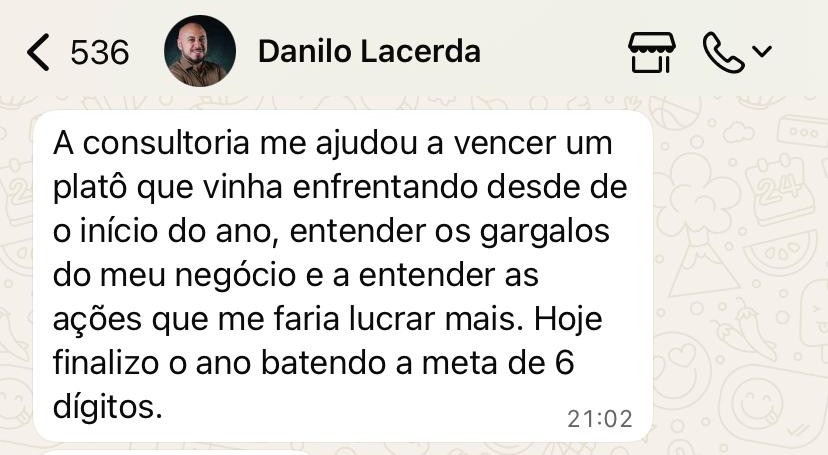 536 Danilo Lacerda
A consultoria me ajudou a vencer um
platô que vinha enfrentando desde de
o início do ano, entender os gargalos
do meu negócio e a entender as
ações que me faria lucrar mais. Hoje
finalizo o ano batendo a meta de 6
dígitos.
21:02